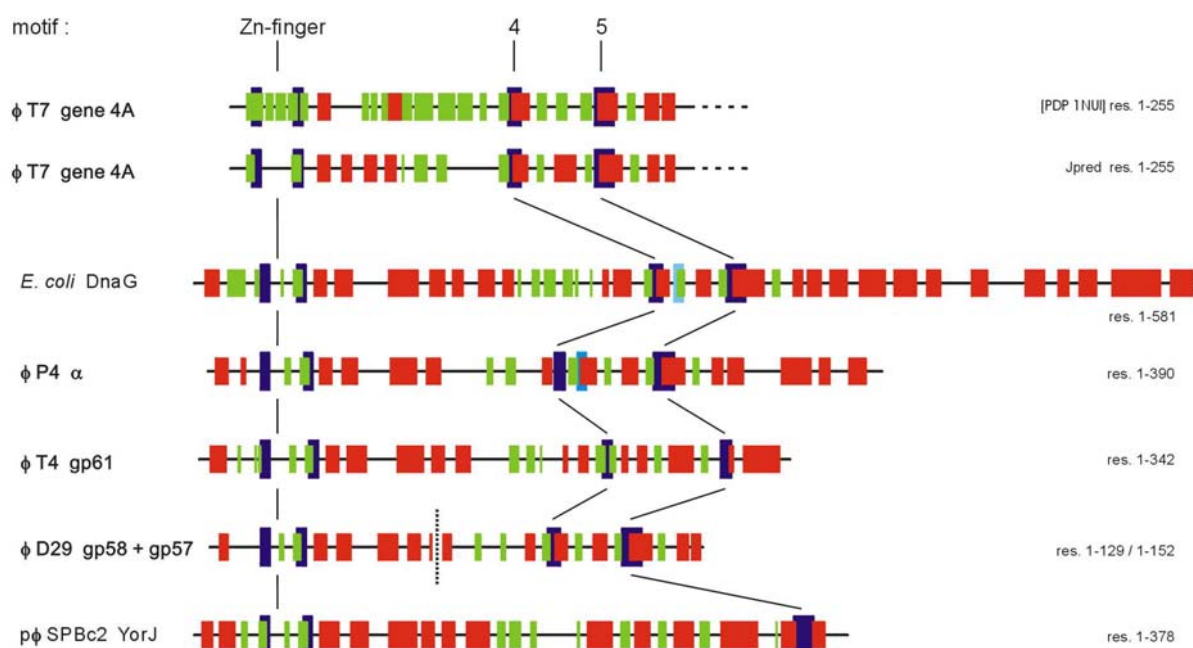 motif : Zn-finger 4 5
ϕ T7 gene 4A [PDP 1NUI] res. 1-255
ϕ T7 gene 4A Jpred res. 1-255
E. coli DnaG
res. 1-581
ϕ P4 α res. 1-390
ϕ T4 gp61 res. 1-342
ϕ D29 gp58 + gp57 res. 1-129 / 1-152
pϕ SPBc2 YorJ res. 1-378